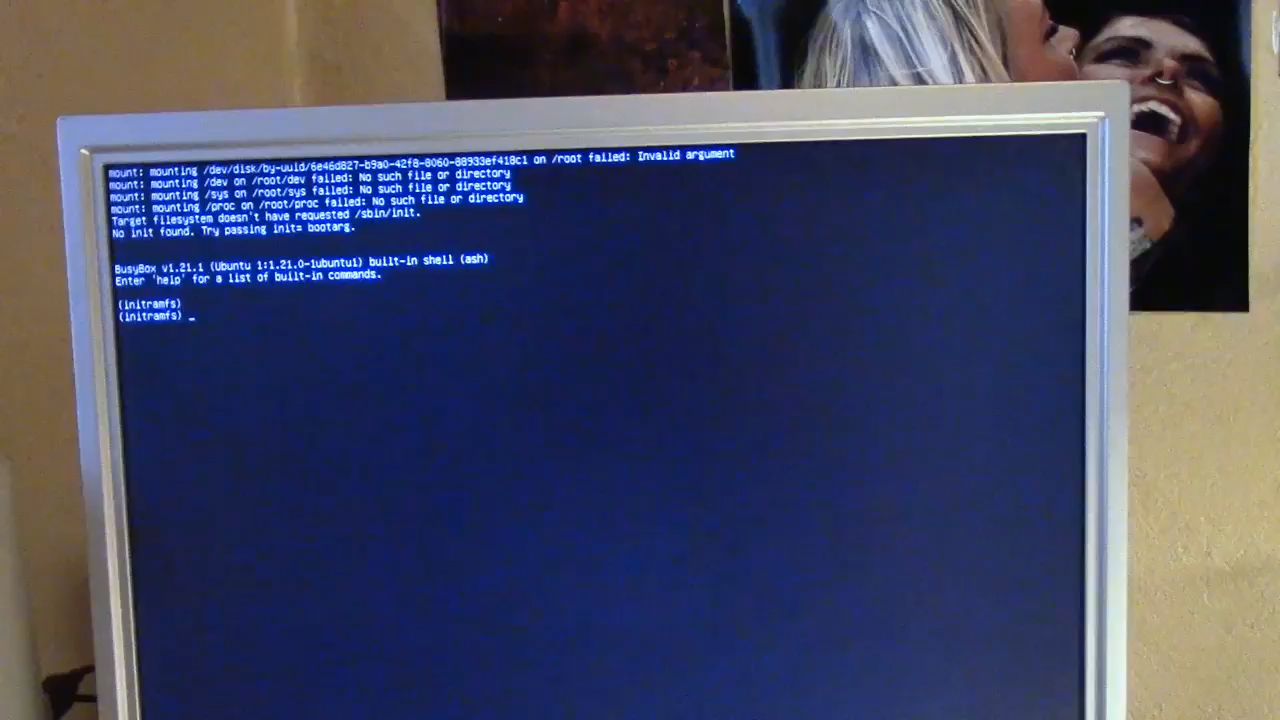 mount: mounting /dev/disk/by-uuid/6e46d827-b9a0-42f8-8060-88933ef418c1 on /root failed: Invalid argument
mount: mounting /dev on /root/dev failed: No such file or directory
mount: mounting /sys on /root/sys failed: No such file or directory
mount: mounting /proc on /root/proc failed: No such file or directory
Target filesystem doesn't have requested /sbin/init.
No init found. Try passing init= bootarg.
BusyBox v1.21.1 (Ubuntu 1:1.21.0-1ubuntu1) built-in shell (ash)
Enter 'help' for a list of built-in commands.
(initramfs)
(initramfs) _